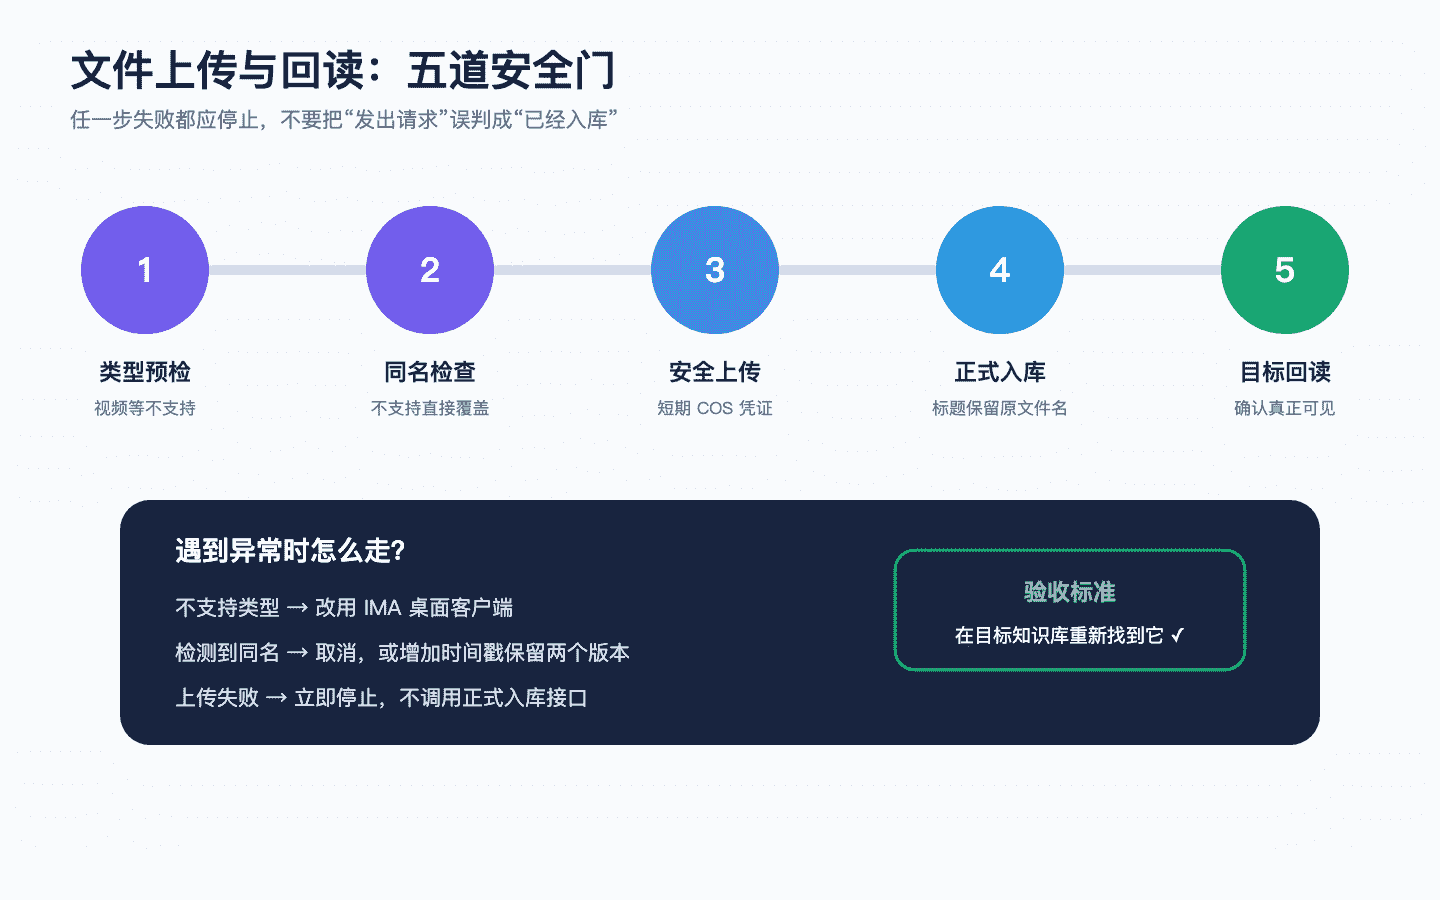 文件上传与回读：五道安全门
任一步失败都应停止，不要把“发出请求”误判成“已经入库”
1
2
3
4
5
类型预检
同名检查
安全上传
正式入库
目标回读
视频等不支持
不支持直接覆盖
短期 COS 凭证
标题保留原文件名
确认真正可见
遇到异常时怎么走？
不支持类型 → 改用 IMA 桌面客户端
检测到同名 → 取消，或增加时间戳保留两个版本
上传失败 → 立即停止，不调用正式入库接口
验收标准
在目标知识库重新找到它 ✓